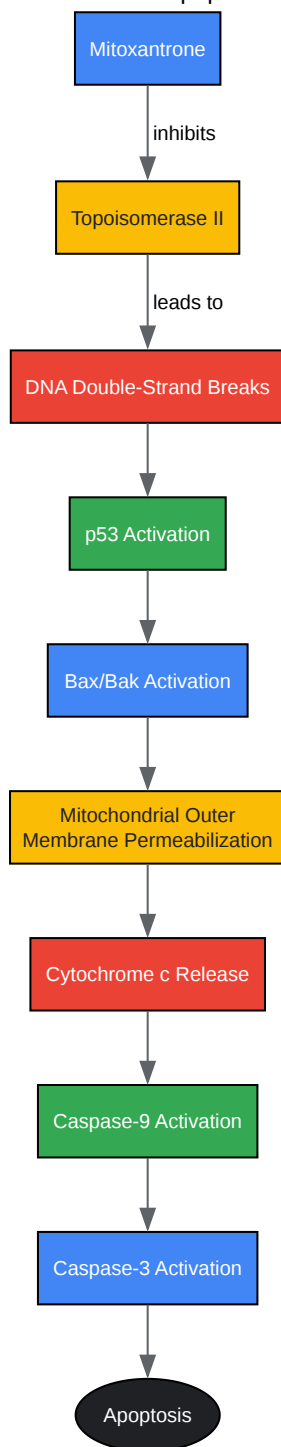 Mitoxantrone
inhibits
Topoisomerase II
leads to
DNA Double-Strand Breaks
p53 Activation
Bax/Bak Activation
Mitochondrial Outer
Membrane Permeabilization
Cytochrome c Release
Caspase-9 Activation
Caspase-3 Activation
Apoptosis